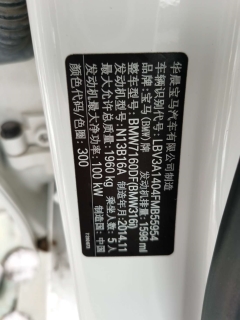 华晨宝马汽车有限公司制造
车辆识别代号 LBV3A1404FMB55954
品牌:宝马(BMW)牌 发动机排量:1598 ml
整车型号:BMW7160DF(BMW316i)
发动机型号:N13B16A 制造年月:2014.11
最大允许总质量:1960 kg 乘坐人数:5人
发动机最大净功率:100 kW 制造国:中国
颜色代码/色圈:300